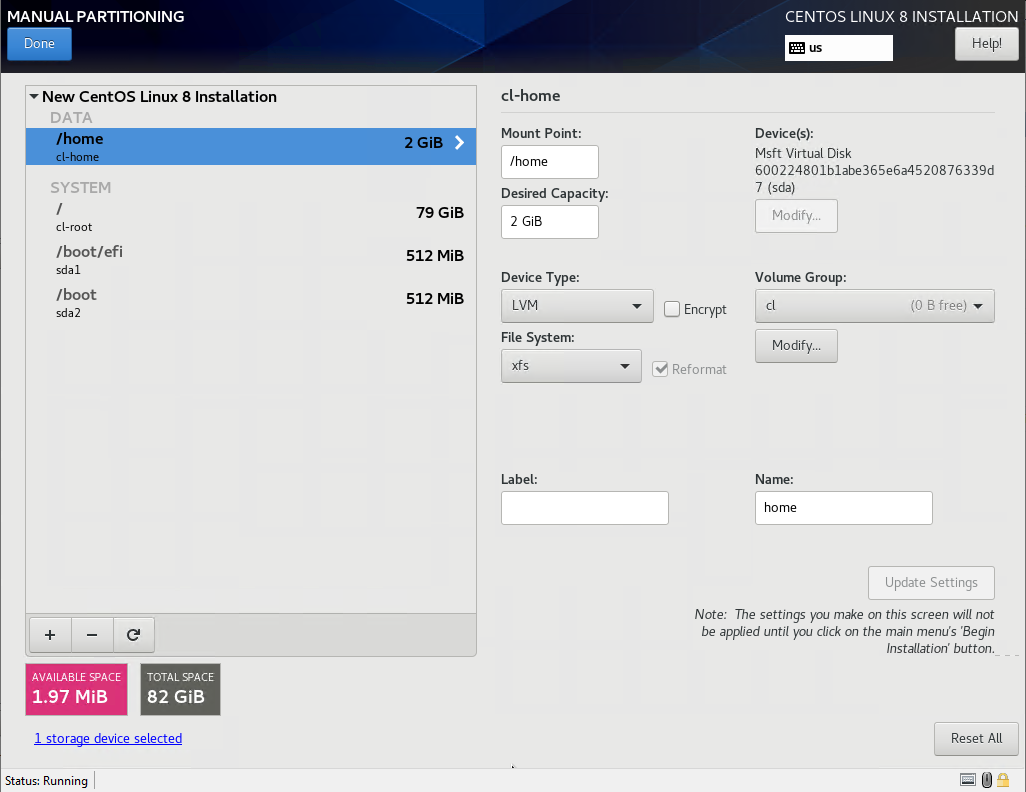 MANUAL PARTITIONING
CENTOS LINUX 8 INSTALLATION
Done
us
Help!
New CentOS Linux 8 Installation
DATA
/home
2 GiB
cl-home
SYSTEM
/
79 GiB
cl-root
/boot/efi
512 MiB
sda1
/boot
512 MiB
sda2
AVAILABLE SPACE
1.97 MiB
TOTAL SPACE
82 GiB
1 storage device selected
cl-home
Mount Point:
/home
Desired Capacity:
2 GiB
Device(s):
Msft Virtual Disk
600224801b1abe365e6a4520876339d
7 (sda)
Modify...
Device Type:
LVM
Encrypt
Volume Group:
cl (0 B free)
Modify...
File System:
xfs
Reformat
Label:
Name:
home
Update Settings
Note: The settings you make on this screen will not
be applied until you click on the main menu's 'Begin
Installation' button.
Reset All
Status: Running